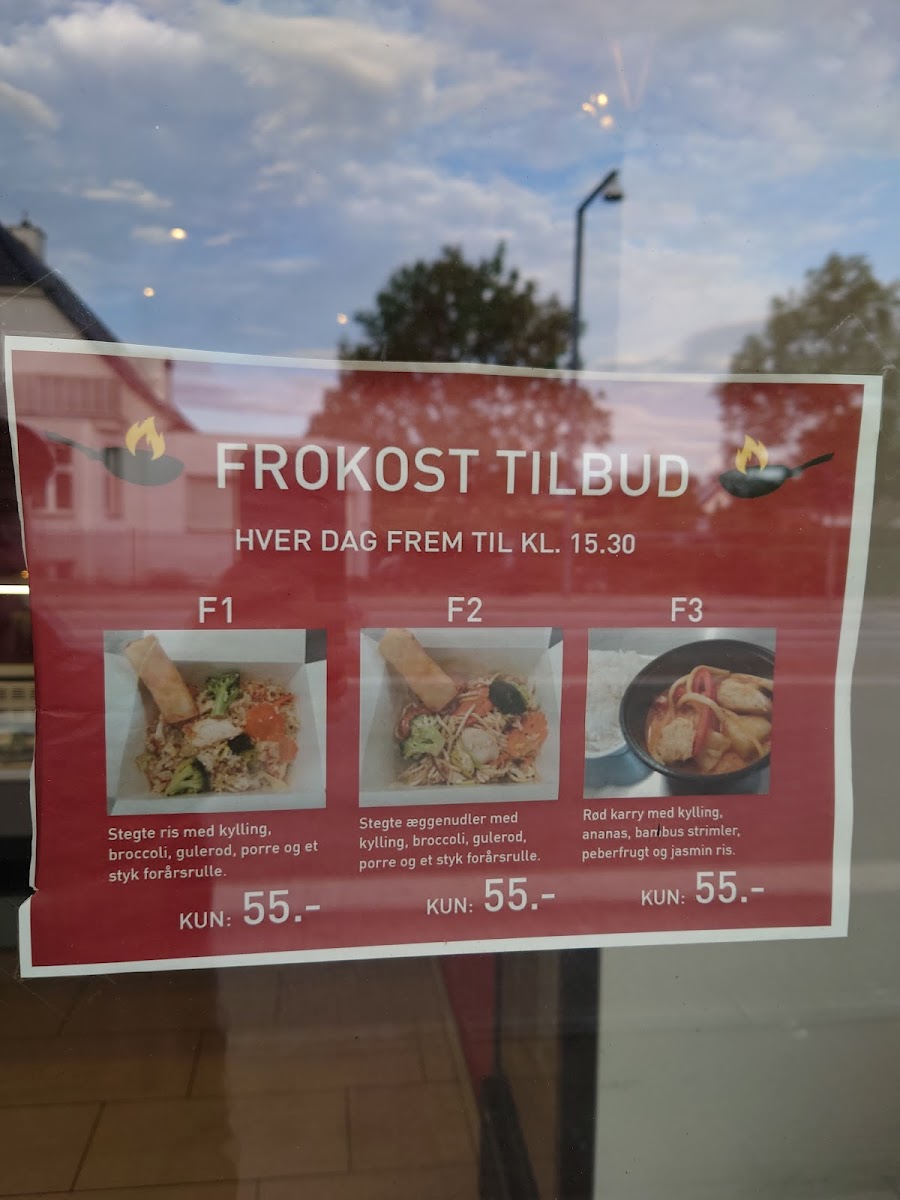 FROKOST TILBUD
HVER DAG FREM TIL KL. 15.30
F1
Stegte ris med kylling,
broccoli, gulerod, porre og et
styk forårsrulle.
KUN: 55.-
F2
Stegte æggenudler med
kylling, broccoli, gulerod,
porre og et styk forårsrulle.
KUN: 55.-
F3
Rød karry med kylling,
ananas, bambus strimler,
peberfrugt og jasmin ris.
KUN: 55.-